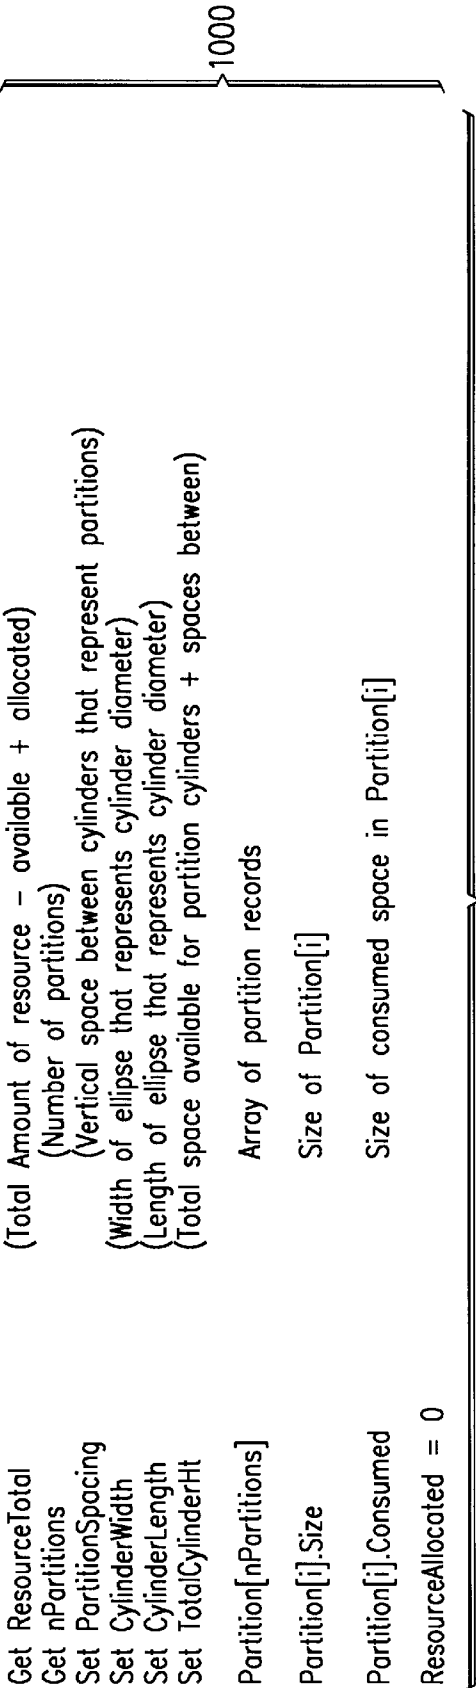 Get ResourceTotal (Total Amount of resource – available + allocated)
Get nPartitions (Number of partitions)
Set PartitionSpacing (Vertical space between cylinders that represent partitions)
Set CylinderWidth (Width of ellipse that represents cylinder diameter)
Set CylinderLength (Length of ellipse that represents cylinder diameter)
Set TotalCylinderHt (Total space available for partition cylinders + spaces between)
Partition[nPartitions] Array of partition records
Partition[i].Size Size of Partition[i]
Partition[i].Consumed Size of consumed space in Partition[i]
ResourceAllocated = 0
1000